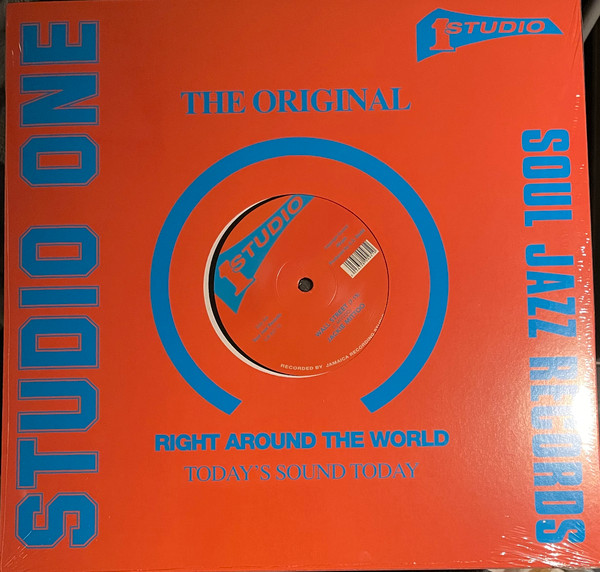 STUDIO ONE
1 STUDIO
THE ORIGINAL
SOUL JAZZ RECORDS
1 STUDIO
RECORDED BY JAMAICA RECORDING
RIGHT AROUND THE WORLD
TODAY'S SOUND TODAY